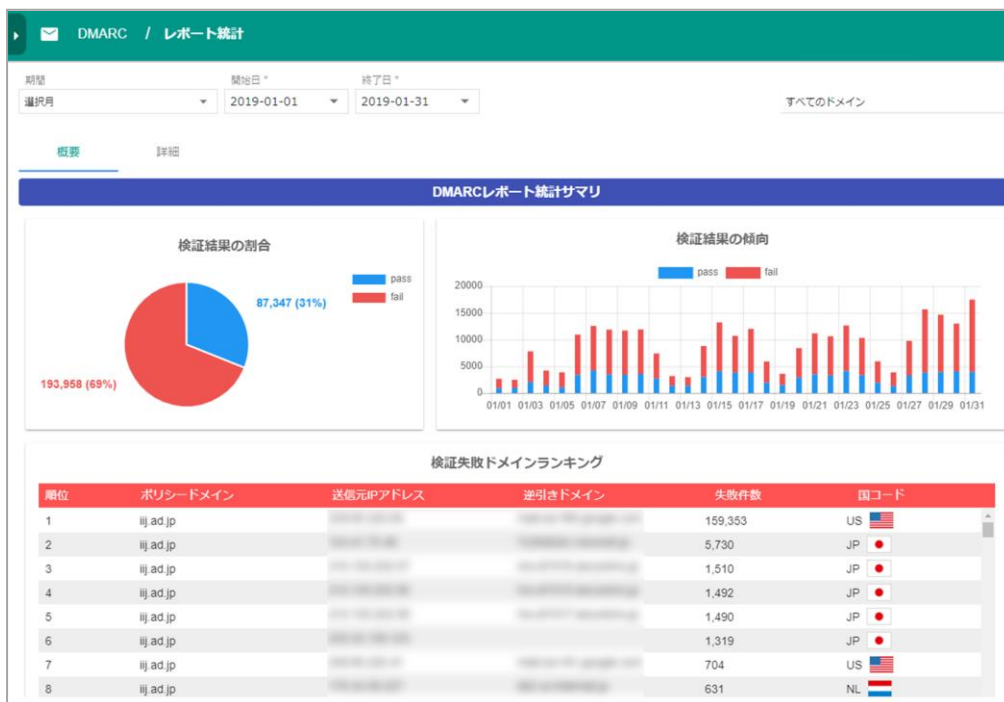 DMARC / レポート統計
期間 開始日 * 終了日 *
選択月 2019-01-01 2019-01-31 すべてのドメイン
概要 詳細
DMARCレポート統計サマリ
検証結果の割合
pass
fail
87,347 (31%)
193,958 (69%)
検証結果の傾向
pass fail
20000
15000
10000
5000
0
01/01 01/03 01/05 01/07 01/09 01/11 01/13 01/15 01/17 01/19 01/21 01/23 01/25 01/27 01/29 01/31
検証失敗ドメインランキング
順位 ポリシードメイン 送信元IPアドレス 逆引きドメイン 失敗件数 国コード
1 iij.ad.jp 159,353 US
2 iij.ad.jp 5,730 JP
3 iij.ad.jp 1,510 JP
4 iij.ad.jp 1,492 JP
5 iij.ad.jp 1,490 JP
6 iij.ad.jp 1,319 JP
7 iij.ad.jp 704 US
8 iij.ad.jp 631 NL